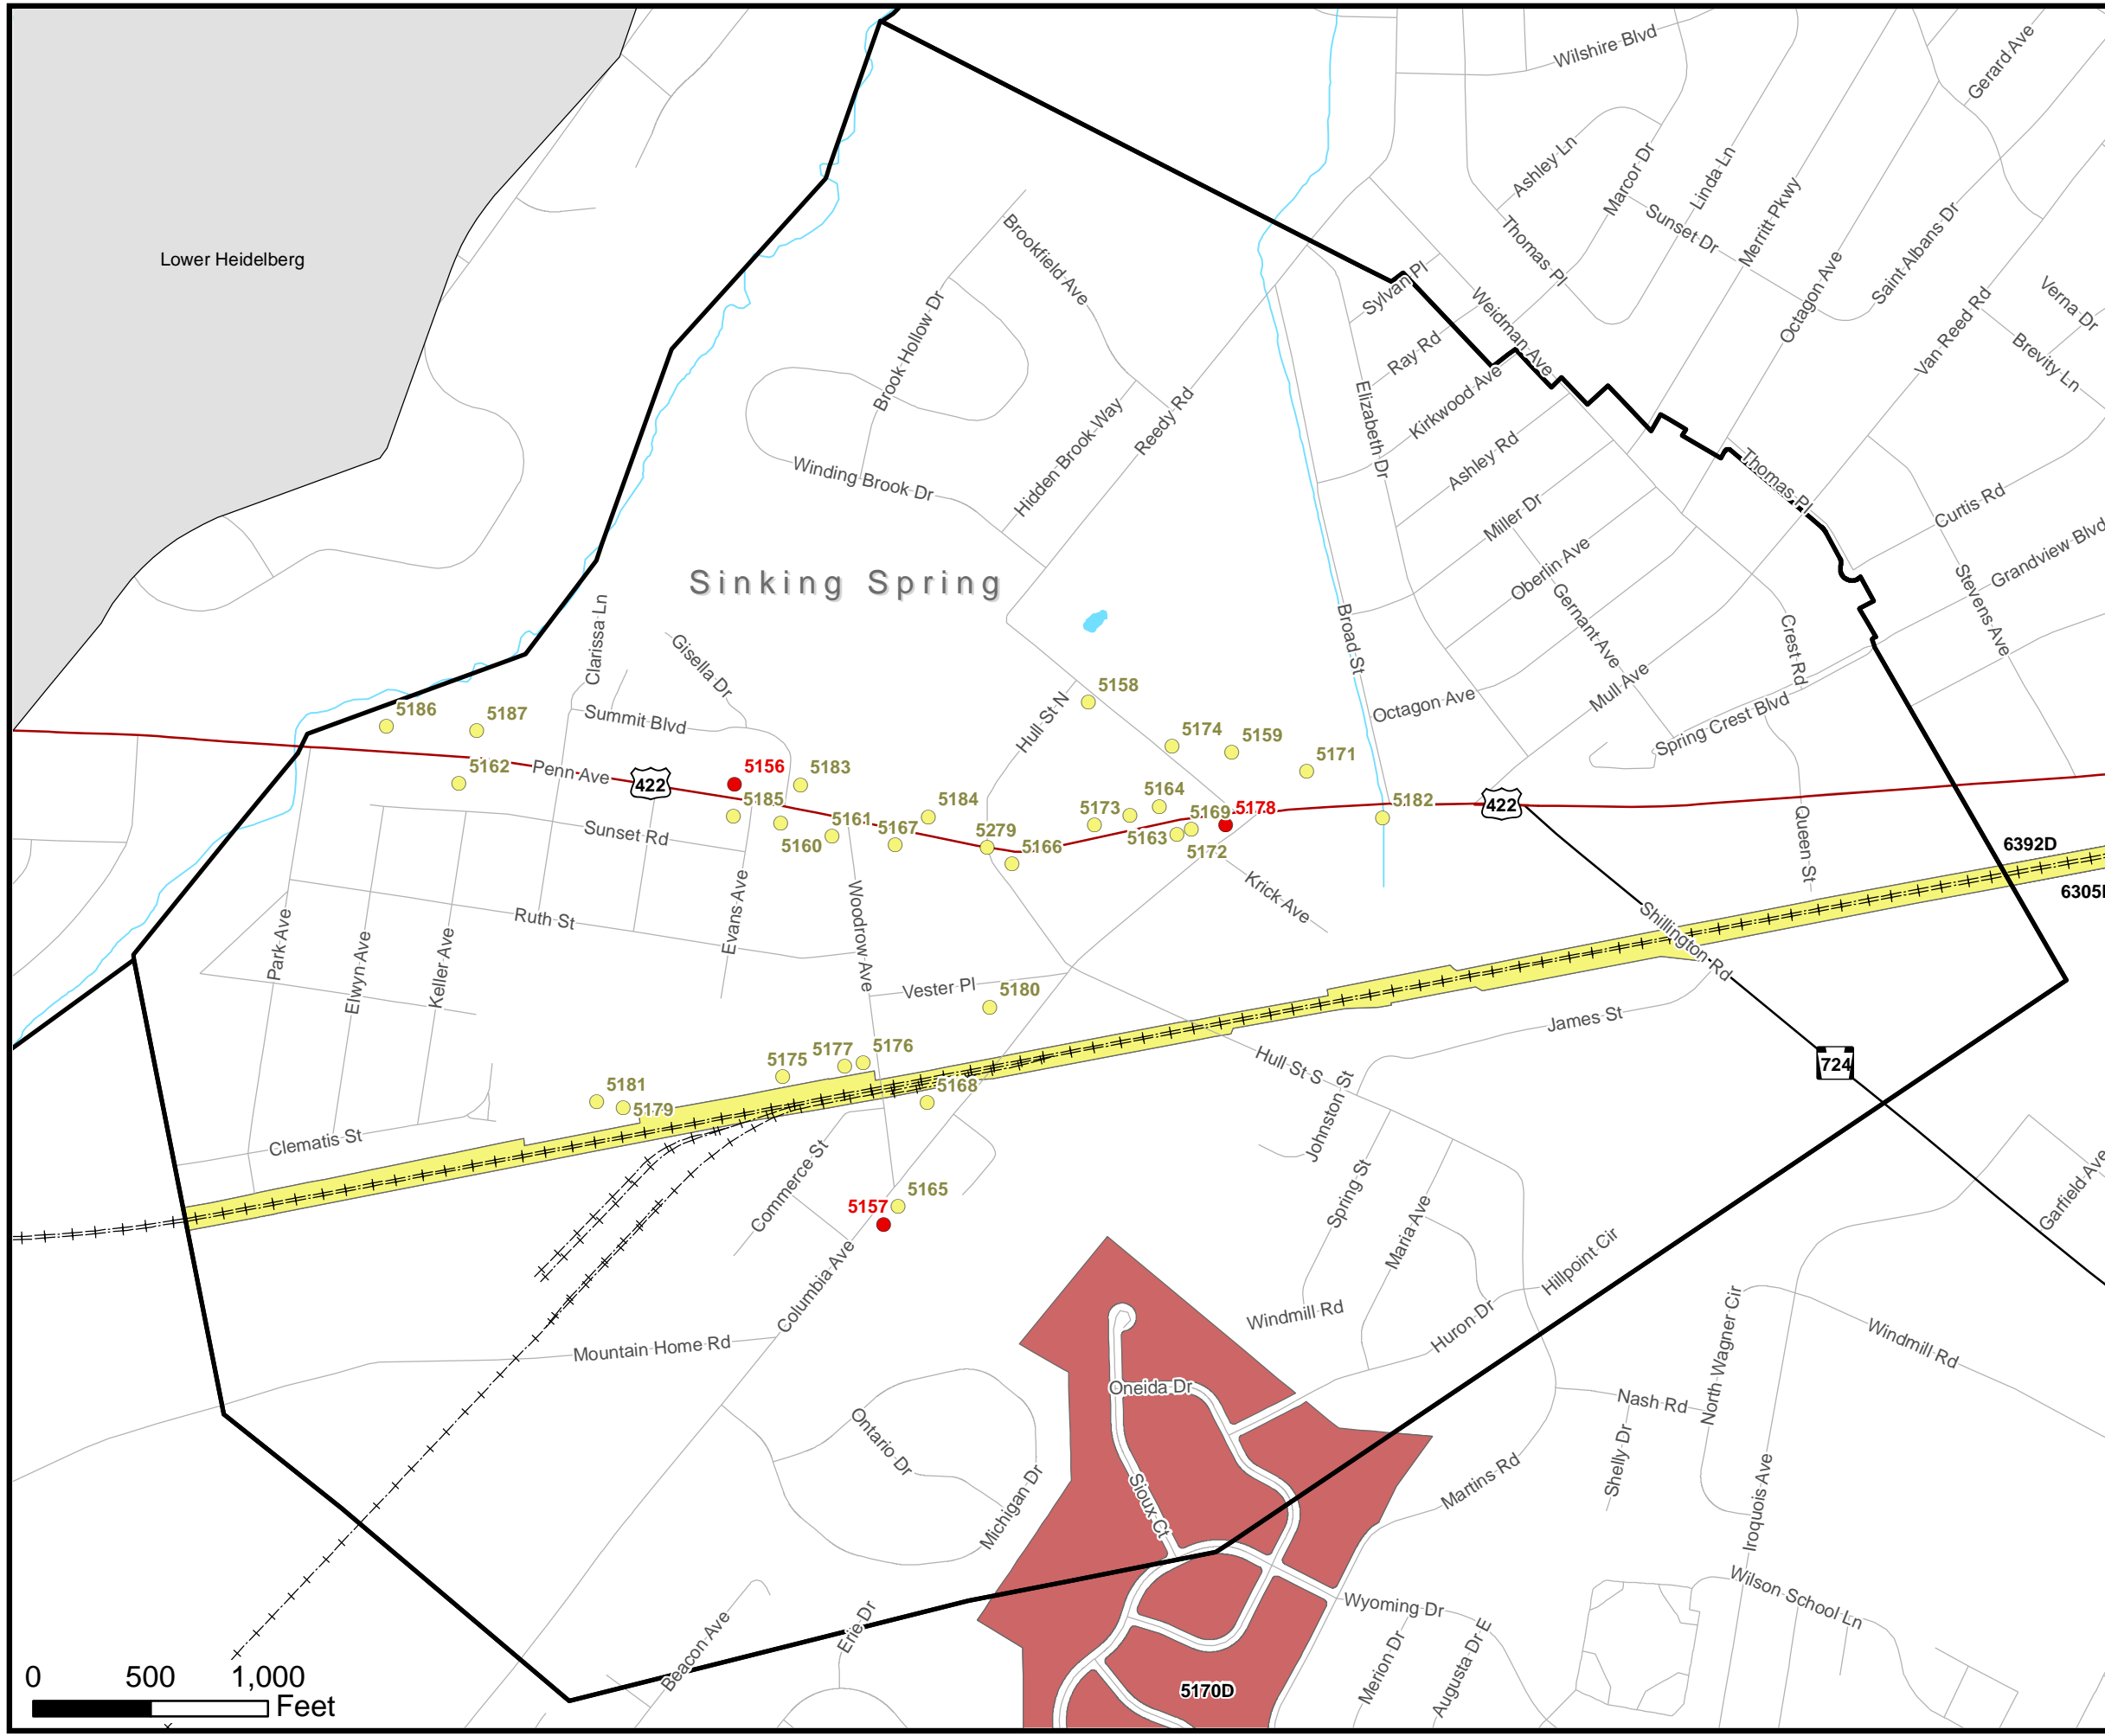 Wilshire Blvd
Gerard Ave
Ashley Ln
Marcor Dr
Linda Ln
Merritt Pkwy
Sunset Dr
Saint Albans Dr
Thomas Pl
Octagon Ave
Lower Heidelberg
Brookfield Ave
Sylvan Pl
Weidman Ave
Van Reed Rd
Verna Dr
Brook Hollow Dr
Ray Rd
Brevity Ln
Elizabeth Dr
Kirkwood Ave
Hidden Brook Way
Reedy Rd
Ashley Rd
Winding Brook Dr
Thomas Pl
Miller Dr
Curtis Rd
Oberlin Ave
Grandview Blvd
Sinking Spring
Gernant Ave
Stevens Ave
Clarissa Ln
Broad St
Crest Rd
Gisella Dr
Mull Ave
5158
Summit Blvd
Hull St N
Octagon Ave
Spring Crest Blvd
5186
5187
5174
5159
5171
5162
Penn Ave
422
5156
5183
5185
5184
5164
5173
5169
5178
5182
422
Sunset Rd
5160
5161
5167
5279
5166
5163
5172
Queen St
6392D
6305
Krick Ave
Evans Ave
Woodrow Ave
Ruth St
Park Ave
Elwyn Ave
Keller Ave
Shillington Rd
Vester Pl
5180
James St
724
5175
5177
5176
Hull St S
5181
5179
5168
Johnston St
Clematis St
Commerce St
Spring St
Maria Ave
Garfield Ave
5165
5157
Columbia Ave
Hillpoint Cir
Windmill Rd
Huron Dr
North Wagner Cir
Windmill Rd
Mountain Home Rd
Oneida Dr
Nash Rd
Ontario Dr
Michigan Dr
Sioux Ct
Martins Rd
Shelly Dr
Iroquois Ave
Wilson School Ln
Wyoming Dr
Beacon Ave
Erie Dr
Merion Dr
Augusta Dr E
5170D
0 500 1,000
Feet